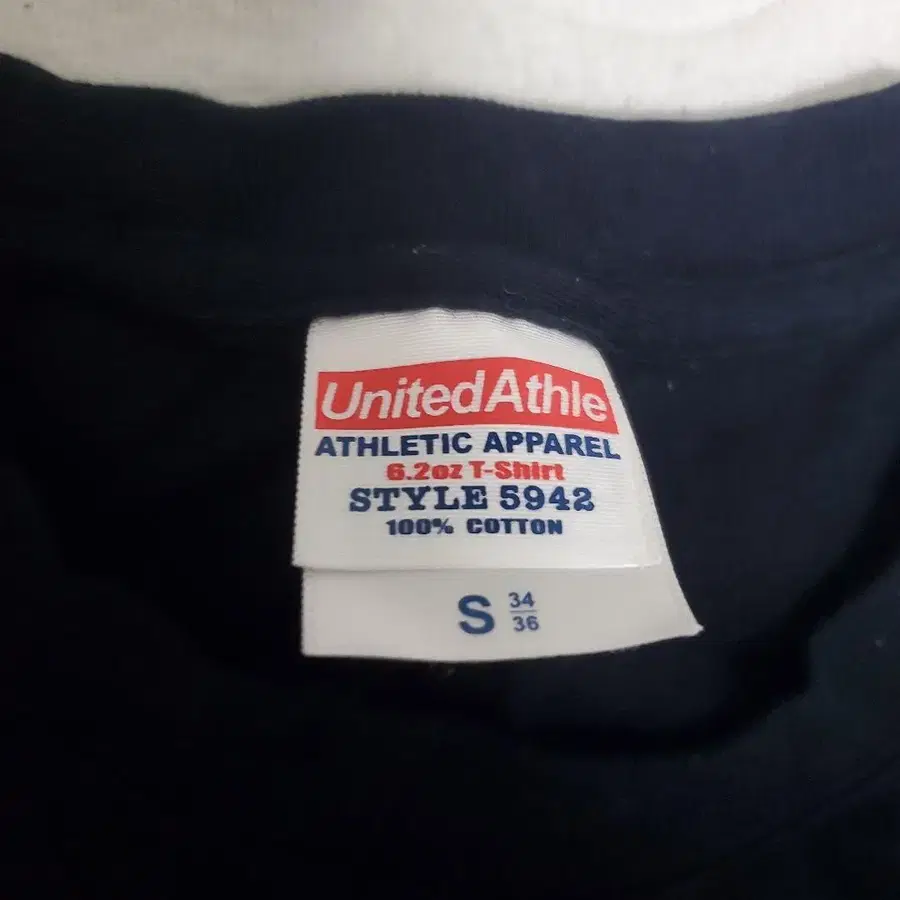 UnitedAthle
ATHLETIC APPAREL
6.2oz T-Shirt
STYLE 5942
100% COTTON
S 34
36